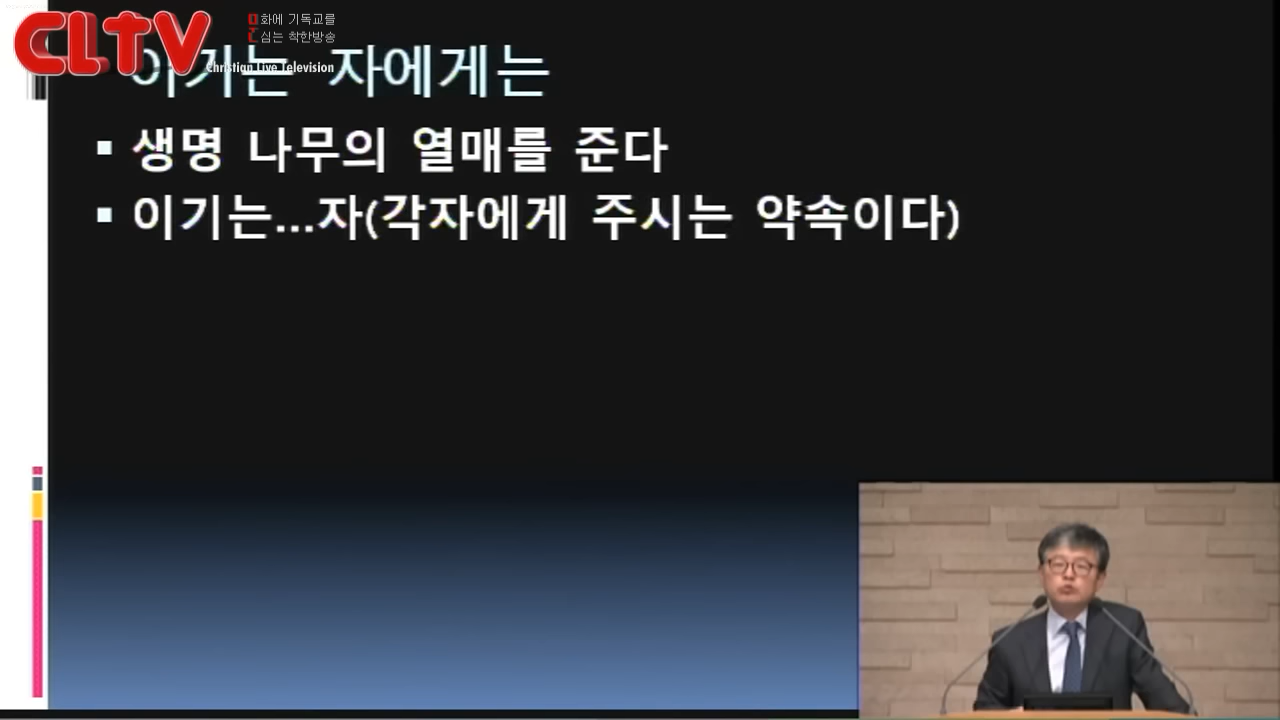 CLTV
문화에 기독교를
심는 착한방송
Christian Live Television
이기는 자에게는
생명 나무의 열매를 준다
이기는...자(각자에게 주시는 약속이다)